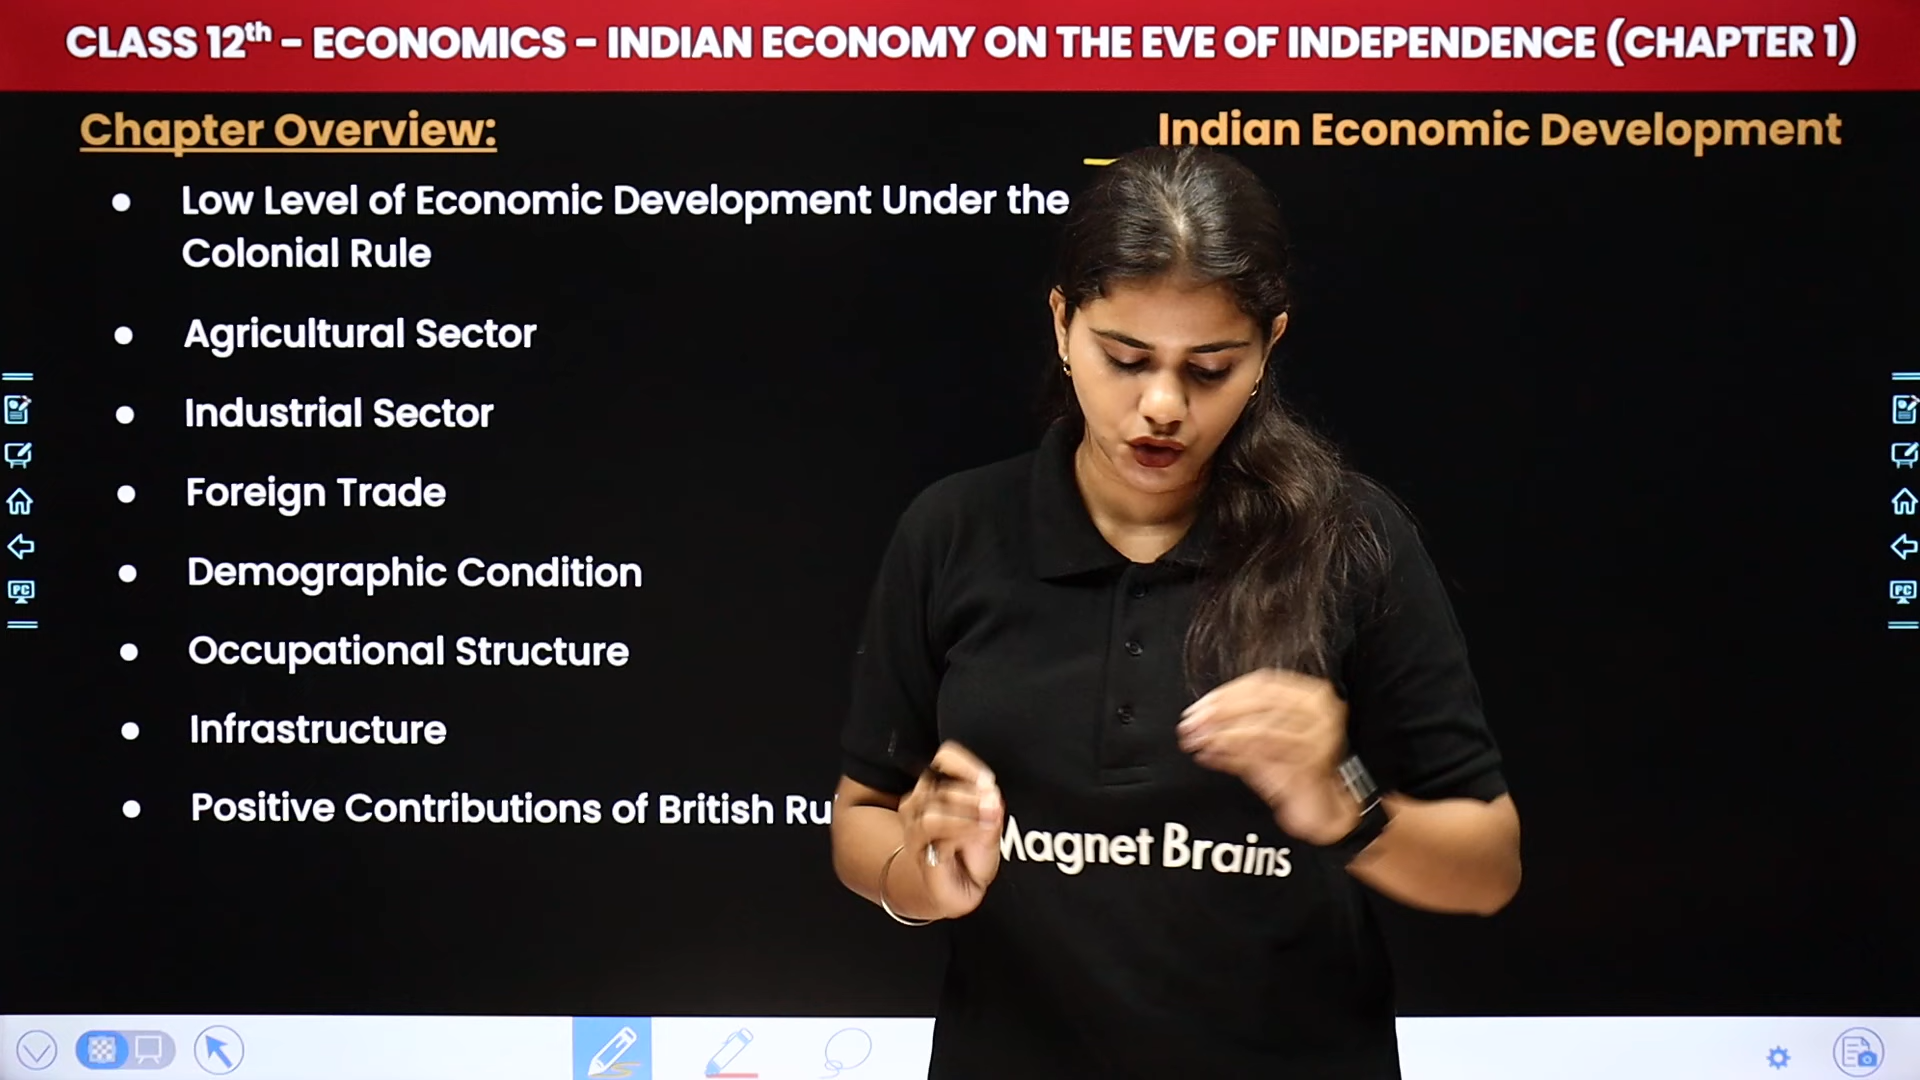 CLASS 12th - ECONOMICS - INDIAN ECONOMY ON THE EVE OF INDEPENDENCE (CHAPTER 1)
Chapter Overview:
Indian Economic Development
● Low Level of Economic Development Under the
Colonial Rule
● Agricultural Sector
● Industrial Sector
● Foreign Trade
● Demographic Condition
● Occupational Structure
● Infrastructure
● Positive Contributions of British
Magnet Brains
PC
PC